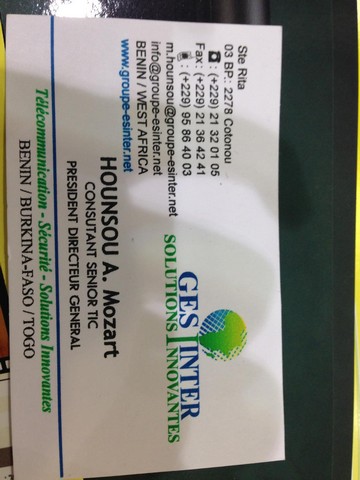 GES INTER
SOLUTIONS INNOVANTES
Ste Rita
03 BP.: 2278 Cotonou
: (+229) 21 32 01 05
Fax : (+229) 21 36 42 41
: (+229) 95 86 40 03
m.hounsou@groupe-esinter.net
info@groupe-esinter.net
BENIN / WEST AFRICA
www.groupe-esinter.net
HOUNSOU A. Mozart
CONSUTANT SENIOR TIC
PRESIDENT DIRECTEUR GENERAL
Télécommunication - Sécurité - Solutions Innovantes
BENIN / BURKINA-FASO / TOGO